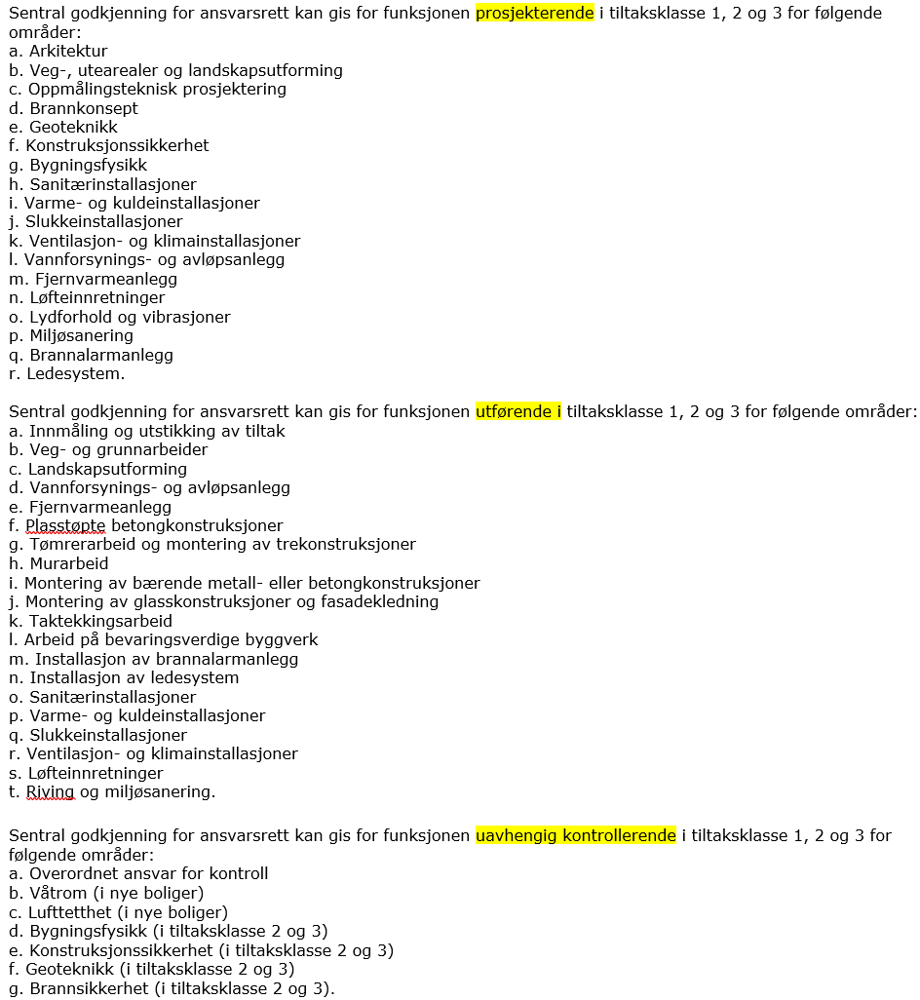 Sentral godkjenning for ansvarsrett kan gis for funksjonen prosjekterende i tiltaksklasse 1, 2 og 3 for følgende
områder:
a. Arkitektur
b. Veg-, utearealer og landskapsutforming
c. Oppmålingsteknisk prosjektering
d. Brannkonsept
e. Geoteknikk
f. Konstruksjonssikkerhet
g. Bygningsfysikk
h. Sanitærinstallasjoner
i. Varme- og kuldeinstallasjoner
j. Slukkeinstallasjoner
k. Ventilasjon- og klimainstallasjoner
l. Vannforsynings- og avløpsanlegg
m. Fjernvarmeanlegg
n. Løfteinnretninger
o. Lydforhold og vibrasjoner
p. Miljøsanering
q. Brannalarmanlegg
r. Ledesystem.
Sentral godkjenning for ansvarsrett kan gis for funksjonen utførende i tiltaksklasse 1, 2 og 3 for følgende områder:
a. Innmåling og utstikking av tiltak
b. Veg- og grunnarbeider
c. Landskapsutforming
d. Vannforsynings- og avløpsanlegg
e. Fjernvarmeanlegg
f. Plasstøpte betongkonstruksjoner
g. Tømrerarbeid og montering av trekonstruksjoner
h. Murarbeid
i. Montering av bærende metall- eller betongkonstruksjoner
j. Montering av glasskonstruksjoner og fasadekledning
k. Taktekkingsarbeid
l. Arbeid på bevaringsverdige byggverk
m. Installasjon av brannalarmanlegg
n. Installasjon av ledesystem
o. Sanitærinstallasjoner
p. Varme- og kuldeinstallasjoner
q. Slukkeinstallasjoner
r. Ventilasjon- og klimainstallasjoner
s. Løfteinnretninger
t. Riving og miljøsanering.
Sentral godkjenning for ansvarsrett kan gis for funksjonen uavhengig kontrollerende i tiltaksklasse 1, 2 og 3 for
følgende områder:
a. Overordnet ansvar for kontroll
b. Våtrom (i nye boliger)
c. Lufttetthet (i nye boliger)
d. Bygningsfysikk (i tiltaksklasse 2 og 3)
e. Konstruksjonssikkerhet (i tiltaksklasse 2 og 3)
f. Geoteknikk (i tiltaksklasse 2 og 3)
g. Brannsikkerhet (i tiltaksklasse 2 og 3).